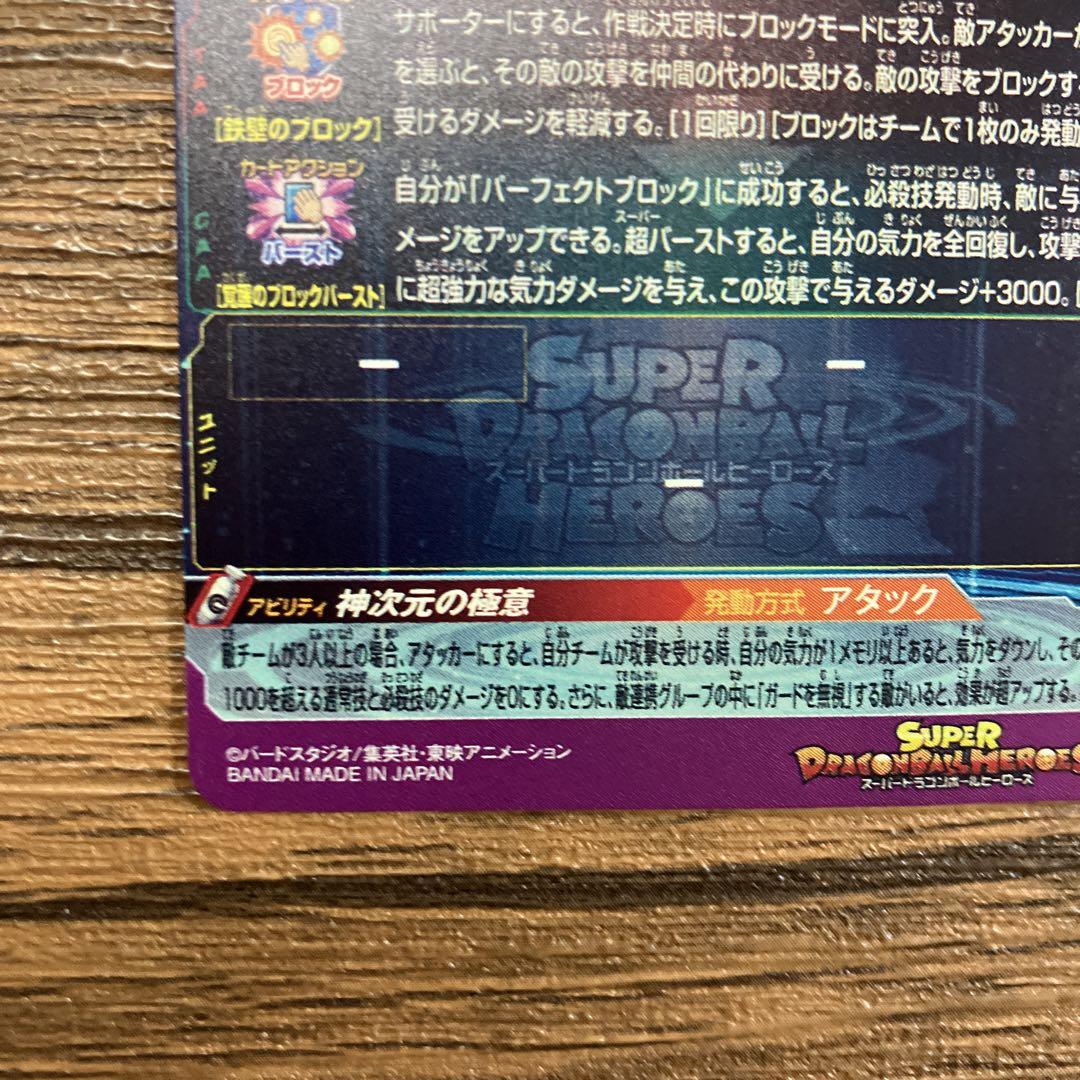 サポーターにすると、作戦決定時にブロックモードに突入。敵アタッカーが
ブロック
を選ぶと、その敵の攻撃を仲間の代わりに受ける。敵の攻撃をブロックす
[鉄壁のブロック]
受けるダメージを軽減する。[1回限り][ブロックはチームで1枚のみ発動
カードアクション
バースト
[覚醒のブロックバースト]
自分が「パーフェクトブロック」に成功すると、必殺技発動時、敵に与
メージをアップできる。超バーストすると、自分の気力を全回復し、攻撃
に超強力な気力ダメージを与え、この攻撃で与えるダメージ+3000。[
CAA
ユニット
ー
ー
ー
SUPER
DRAGONBALL
スーパードラゴンボールヒーローズ
HEROES
アビリティ 神次元の極意 発動方式 アタック
敵チームが3人以上の場合、アタッカーにすると、自分チームが攻撃を受ける時、自分の気力が1メモリ以上あると、気力をダウンし、その
1000を超える通常技と必殺技のダメージを0にする。さらに、敵連携グループの中に「ガードを無視」する敵がいると、効果が超アップする。
©バードスタジオ/集英社・東映アニメーション
BANDAI MADE IN JAPAN
SUPER
DRAGONBALL HEROES
スーパードラゴンボールヒーローズ